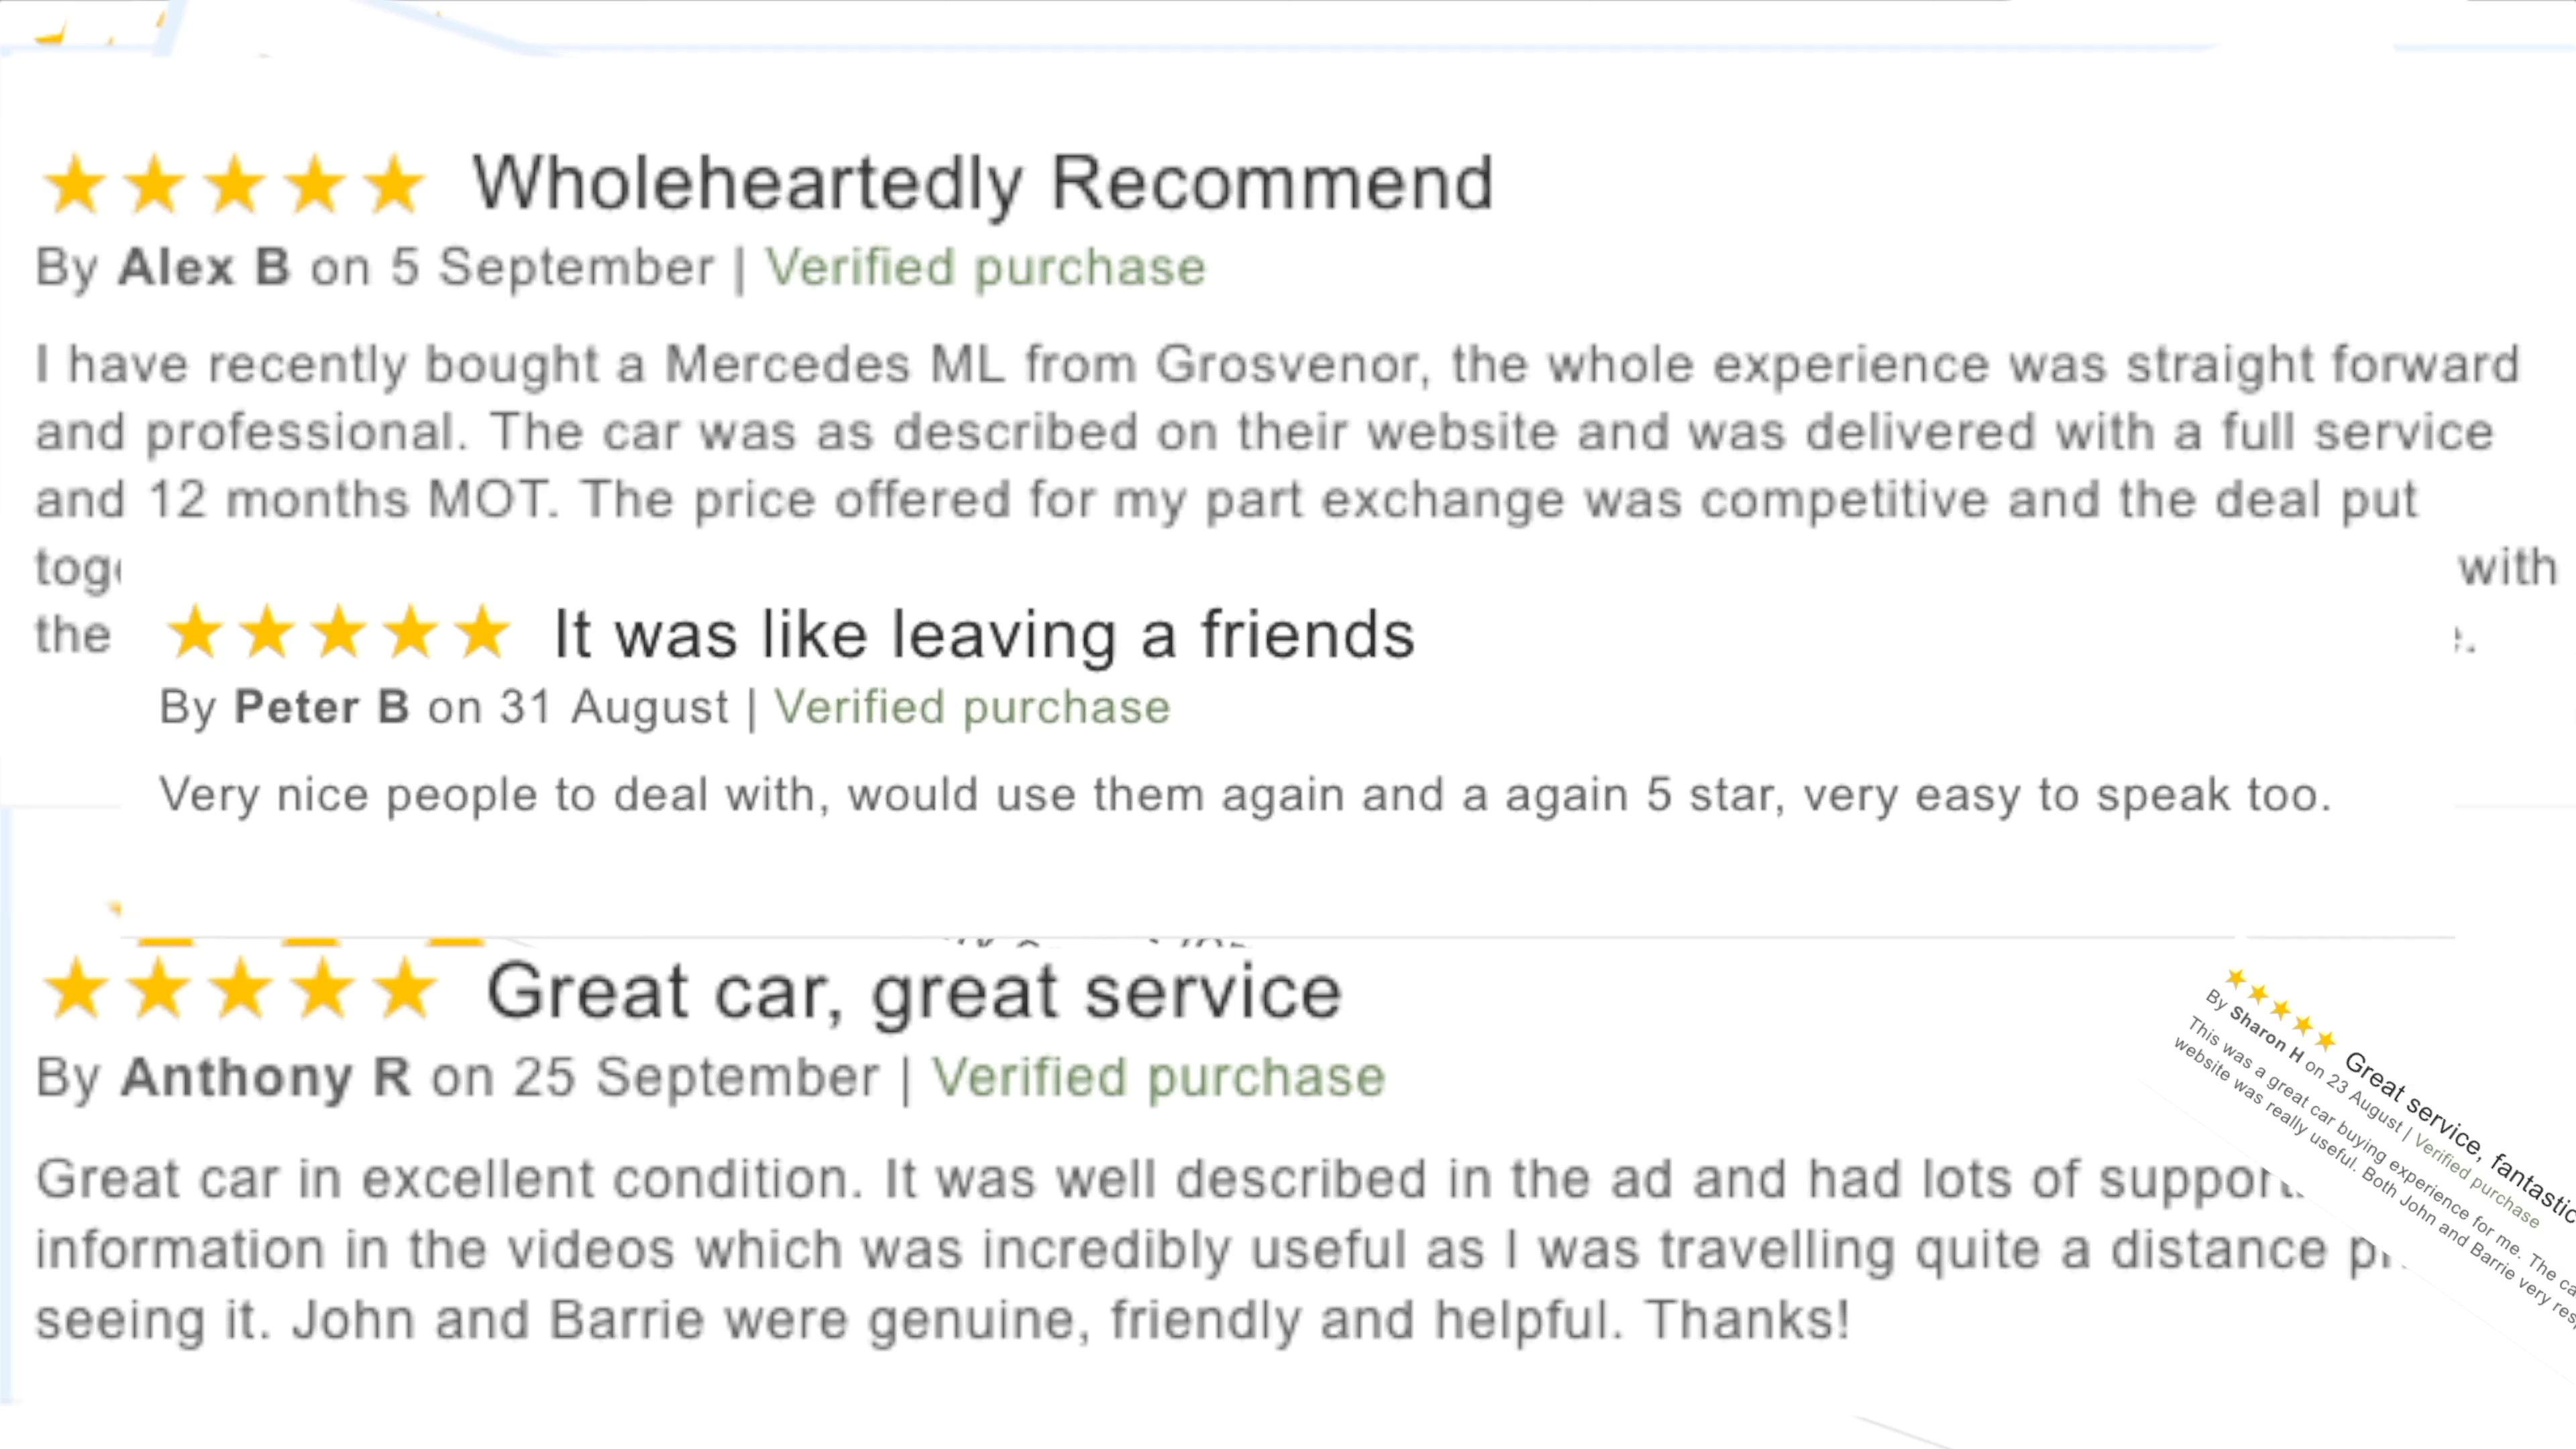 Wholeheartedly Recommend
By Alex B on 5 September | Verified purchase
I have recently bought a Mercedes ML from Grosvenor, the whole experience was straight forward
and professional. The car was as described on their website and was delivered with a full service
and 12 months MOT. The price offered for my part exchange was competitive and the deal put
with
the
It was like leaving a friends
By Peter B on 31 August | Verified purchase
Very nice people to deal with, would use them again and a again 5 star, very easy to speak too.
Great car, great service
By Anthony R on 25 September | Verified purchase
Great car in excellent condition. It was well described in the ad and had lots of
information in the videos which was incredibly useful as I was travelling quite a distance
seeing it. John and Barrie were genuine, friendly and helpful. Thanks!
Great service, fantastic
By Sharon H on 23 August | Verified purchase
This was a great car buying experience for me. The
website was really useful. Both John and Barrie very